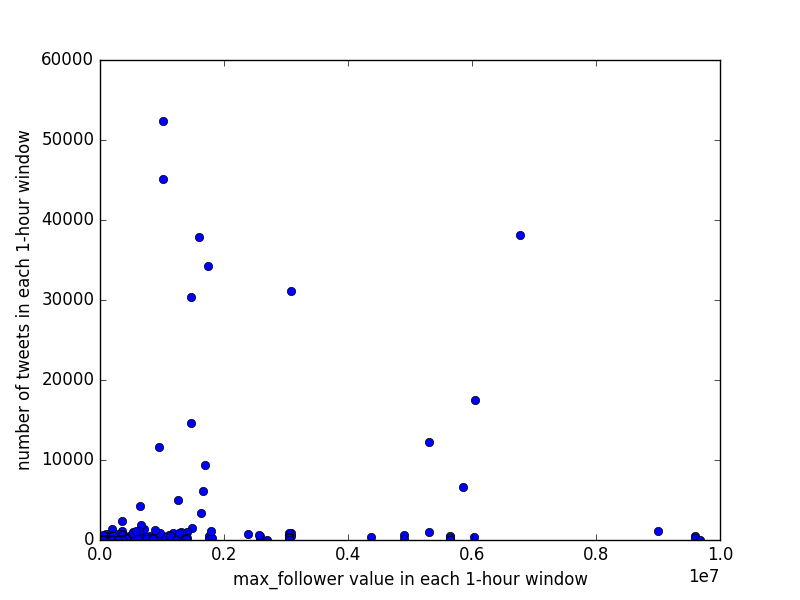 60000
50000
40000
30000
20000
10000
0
number of tweets in each 1-hour window
0.0 0.2 0.4 0.6 0.8 1.0
1e7
max_follower value in each 1-hour window